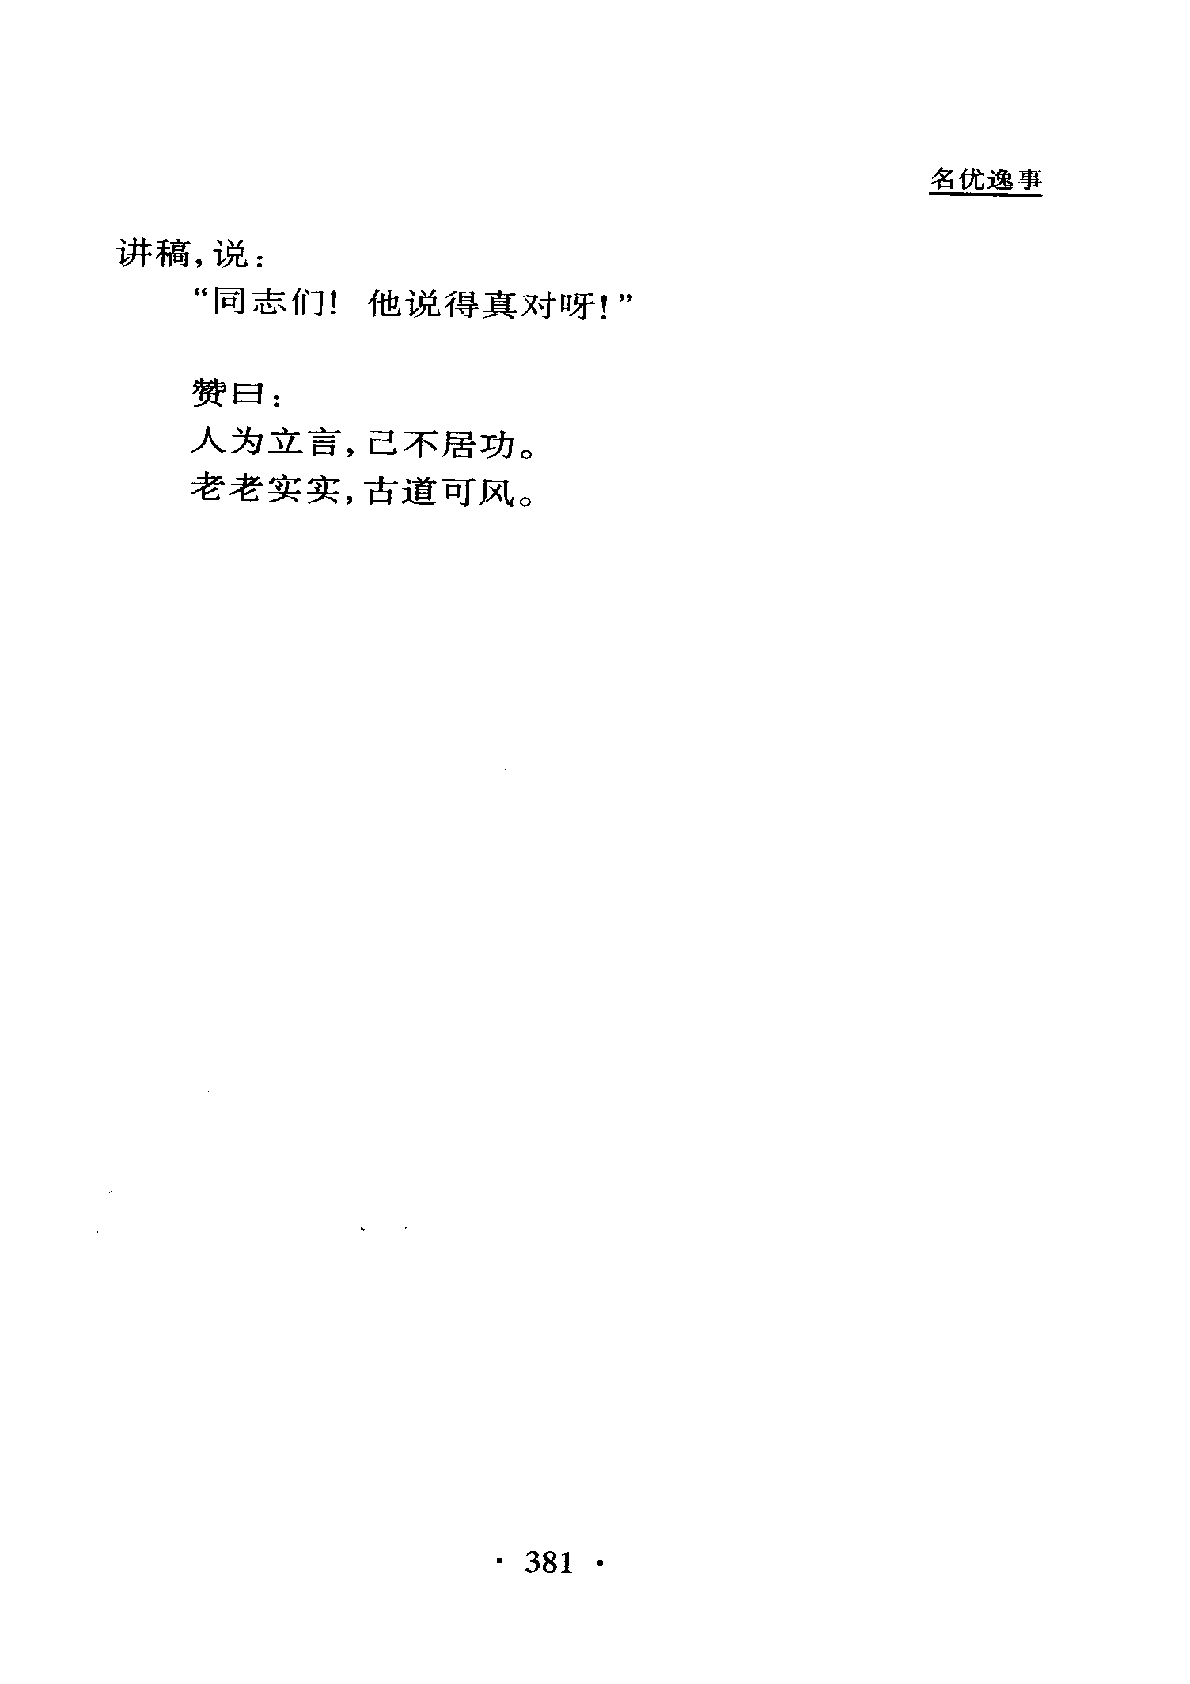 名优逸事
讲稿，说：
“同志们！ 他说得真对呀！”
赞曰：
人为立言，己不居功。
老老实实，古道可风。
· 381 ·